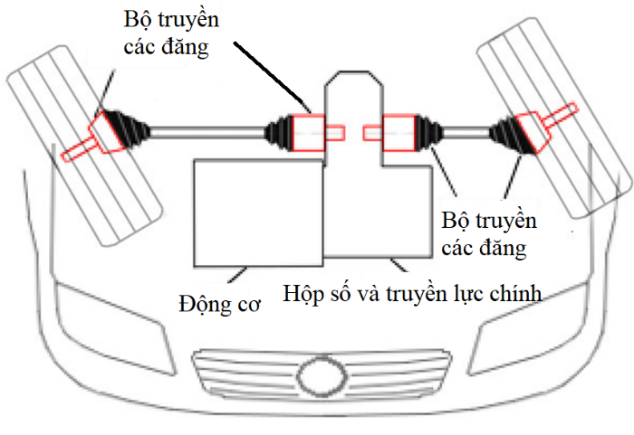 Bộ truyền
các đăng
Bộ truyền
các đăng
Động cơ
Hộp số và truyền lực chính